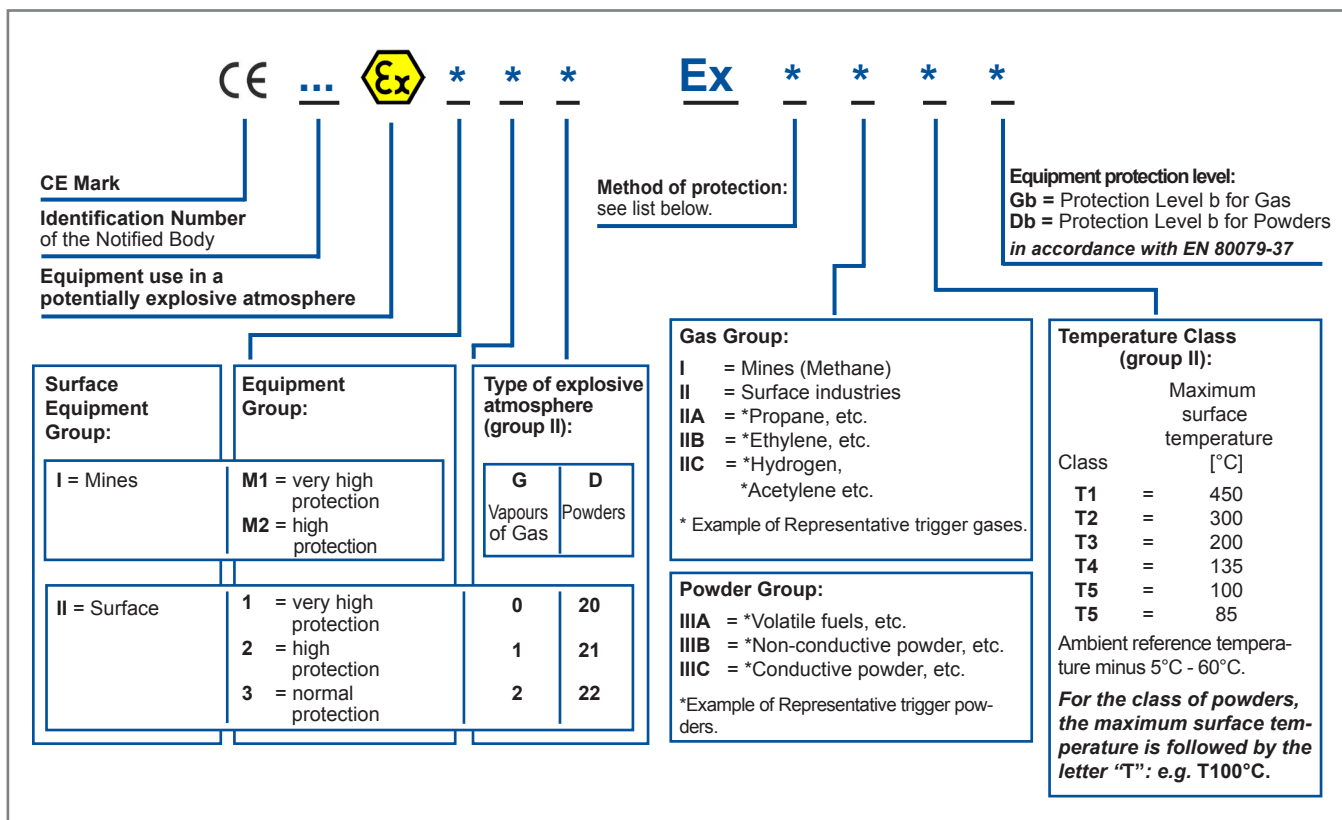 CE ... Ex * * * Ex * * * *
CE Mark
Identification Number
of the Notified Body
Equipment use in a
potentially explosive atmosphere
Method of protection:
see list below.
Equipment protection level:
Gb = Protection Level b for Gas
Db = Protection Level b for Powders
in accordance with EN 80079-37
Surface
Equipment
Group:
Equipment
Group:
Type of explosive
atmosphere
(group II):
I = Mines
M1 = very high
protection
M2 = high
protection
G D
Vapours Powders
of Gas
II = Surface
1 = very high
protection
0 20
2 = high
protection
1 21
3 = normal
protection
2 22
Gas Group:
I = Mines (Methane)
II = Surface industries
IIA = *Propane, etc.
IIB = *Ethylene, etc.
IIC = *Hydrogen,
*Acetylene etc.
* Example of Representative trigger gases.
Powder Group:
IIIA = *Volatile fuels, etc.
IIIB = *Non-conductive powder, etc.
IIIC = *Conductive powder, etc.
*Example of Representative trigger pow-
ders.
Temperature Class
(group II):
Maximum
surface
temperature
Class [°C]
T1 = 450
T2 = 300
T3 = 200
T4 = 135
T5 = 100
T5 = 85
Ambient reference tempera-
ture minus 5°C - 60°C.
For the class of powders,
the maximum surface tem-
perature is followed by the
letter “T”: e.g. T100°C.